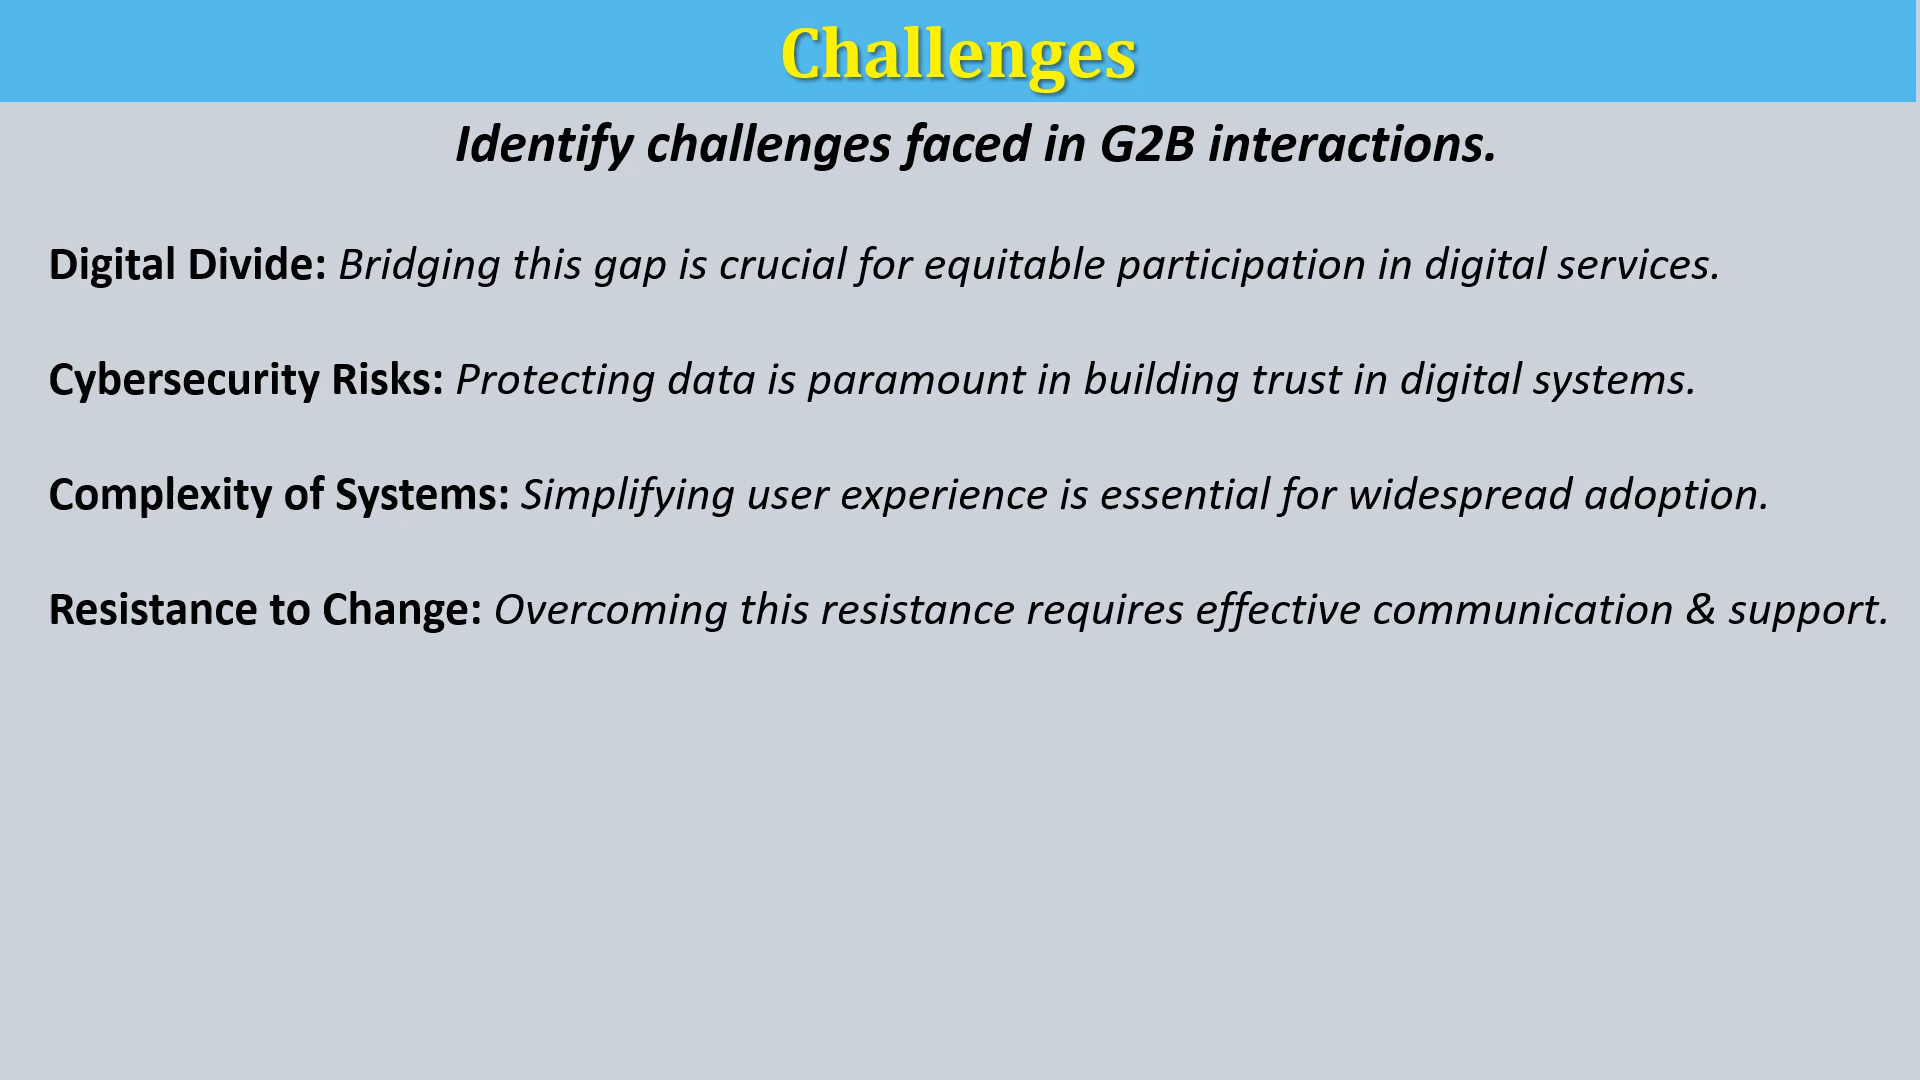 Challenges
Identify challenges faced in G2B interactions.
Digital Divide: Bridging this gap is crucial for equitable participation in digital services.
Cybersecurity Risks: Protecting data is paramount in building trust in digital systems.
Complexity of Systems: Simplifying user experience is essential for widespread adoption.
Resistance to Change: Overcoming this resistance requires effective communication & support.